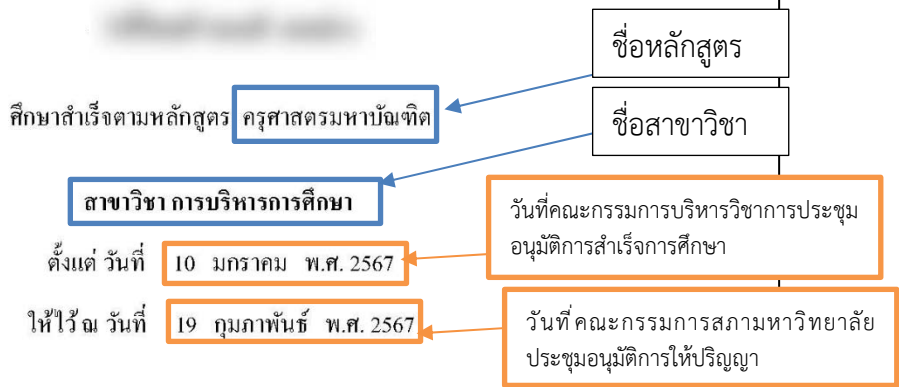 ชื่อหลักสูตร
ศึกษาสำเร็จตามหลักสูตร ครุศาสตรมหาบัณฑิต
ชื่อสาขาวิชา
สาขาวิชา การบริหารการศึกษา
วันที่คณะกรรมการบริหารวิชาการประชุม
อนุมัติการสำเร็จการศึกษา
ตั้งแต่ วันที่ 10 มกราคม พ.ศ. 2567
ให้ไว้ ณ วันที่ 19 กุมภาพันธ์ พ.ศ. 2567
วันที่ คณะกรรมการสภามหาวิทยาลัย
ประชุมอนุมัติการให้ปริญญา